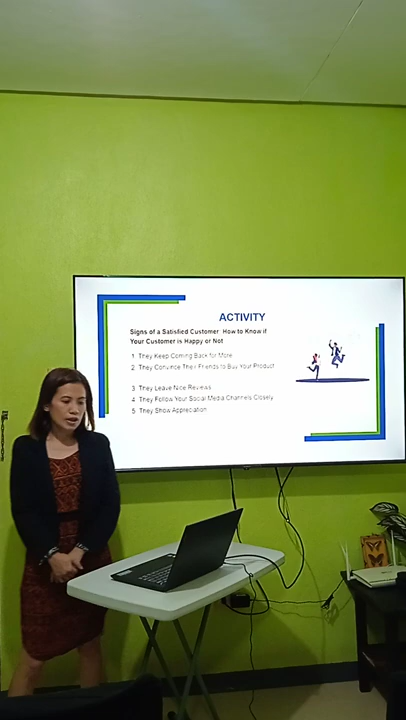 ACTIVITY
Signs of a Satisfied Customer How to Know if
Your Customer is Happy or Not
1 They Keep Coming Back for More
2 They Convince Their Friends to Buy Your Product
3 They Leave Nice Reviews
4 They Follow Your Social Media Channels Closely
5 They Show Appreciation